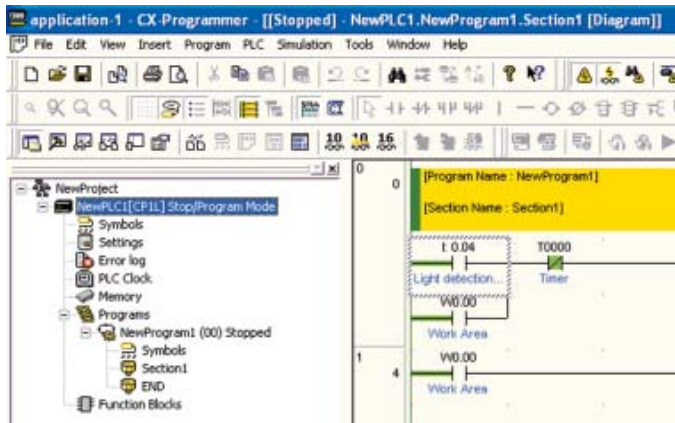 application-1 - CX-Programmer - [[Stopped] - NewPLC1.NewProgram1.Section1 [Diagram]]
File Edit View Insert Program PLC Simulation Tools Window Help
10 10 16
NewProject
NewPLC1[CP1L] Stop/Program Mode
Symbols
Settings
Error log
PLC Clock
Memory
Programs
NewProgram1 (00) Stopped
Symbols
Section1
END
Function Blocks
0
0
[Program Name : NewProgram1]
[Section Name : Section1]
I: 0.04 T0000
Light detection... Timer
W0.00
Work Area
1
4
W0.00
Work Area